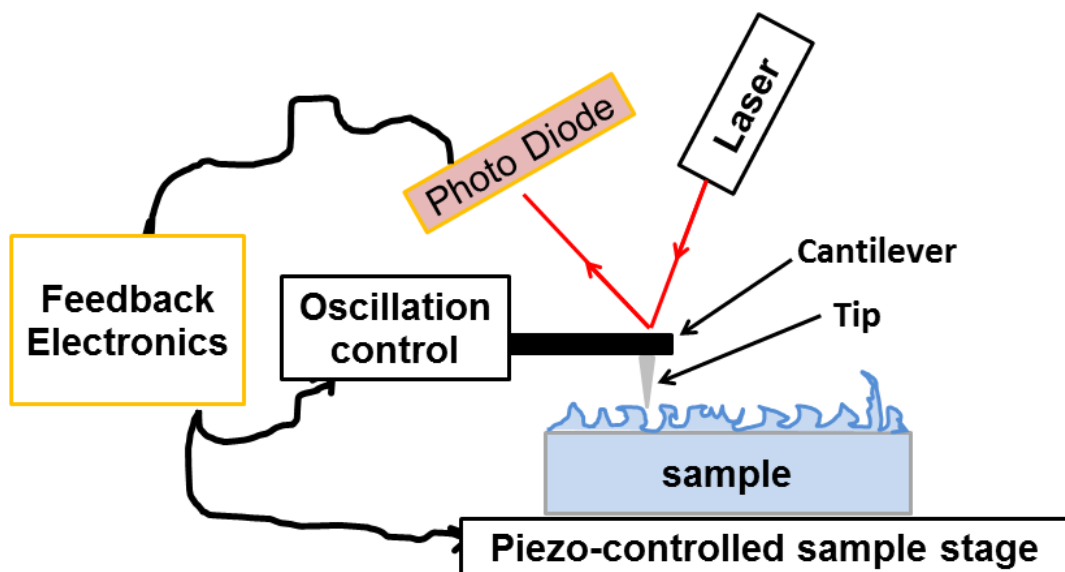 Laser
Photo Diode
Cantilever
Feedback
Electronics
Oscillation
control
Tip
sample
Piezo-controlled sample stage